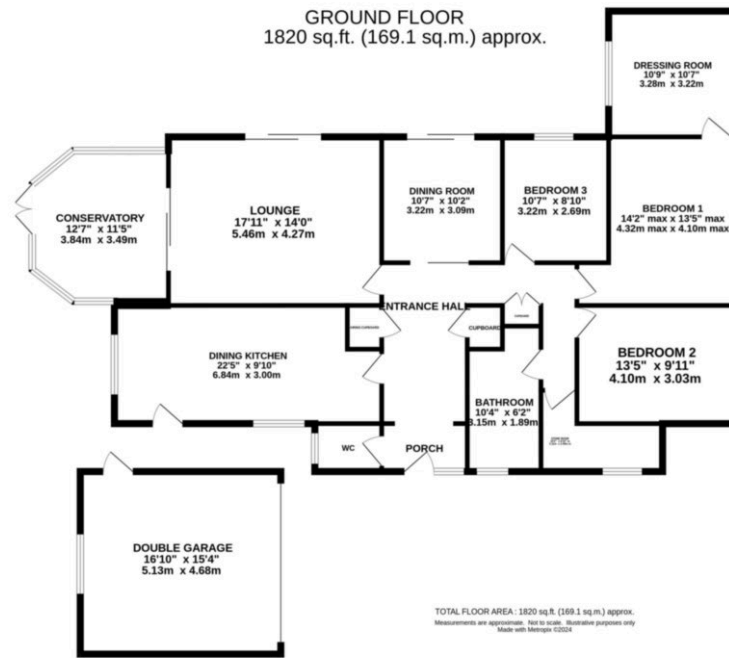 GROUND FLOOR
1820 sq.ft. (169.1 sq.m.) approx.
DRESSING ROOM
10'9" x 10'7"
3.28m x 3.22m
CONSERVATORY
12'7" x 11'5"
3.84m x 3.49m
LOUNGE
17'11" x 14'0"
5.46m x 4.27m
DINING ROOM
10'7" x 10'2"
3.22m x 3.09m
BEDROOM 3
10'7" x 8'10"
3.22m x 2.69m
BEDROOM 1
14'2" max x 13'5" max
4.32m max x 4.10m max
ENTRANCE HALL
CUPBOARD
DINING KITCHEN
22'5" x 9'10"
6.84m x 3.00m
BEDROOM 2
13'5" x 9'11"
4.10m x 3.03m
BATHROOM
10'4" x 6'2"
3.15m x 1.89m
WC
PORCH
DOUBLE GARAGE
16'10" x 15'4"
5.13m x 4.68m
TOTAL FLOOR AREA : 1820 sq.ft. (169.1 sq.m.) approx.
Measurements are approximate. Not to scale. Illustrative purposes only
Made with Metropix ©2024